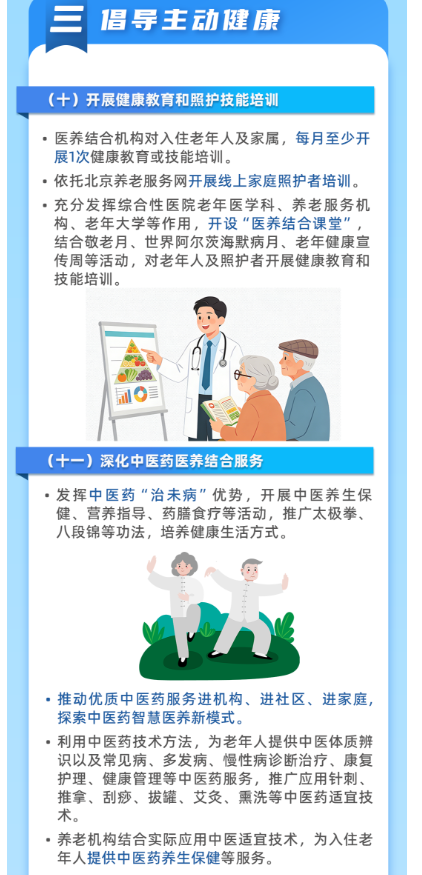 三 倡导主动健康
（十）开展健康教育和照护技能培训
• 医养结合机构对入住老年人及家属，每月至少开
展1次健康教育或技能培训。
• 依托北京养老服务网开展线上家庭照护者培训。
• 充分发挥综合性医院老年医学科、养老服务机
构、老年大学等作用，开设“医养结合课堂”，
结合敬老月、世界阿尔茨海默病月、老年健康宣
传周等活动，对老年人及照护者开展健康教育和
技能培训。
（十一）深化中医药医养结合服务
• 发挥中医药“治未病”优势，开展中医养生保
健、营养指导、药膳食疗等活动，推广太极拳、
八段锦等功法，培养健康生活方式。
• 推动优质中医药服务进机构、进社区、进家庭，
探索中医药智慧医养新模式。
• 利用中医药技术方法，为老年人提供中医体质辨
识以及常见病、多发病、慢性病诊断治疗、康复
护理、健康管理等中医药服务，推广应用针刺、
推拿、刮痧、拔罐、艾灸、熏洗等中医药适宜技
术。
• 养老机构结合实际应用中医适宜技术，为入住老
年人提供中医药养生保健等服务。